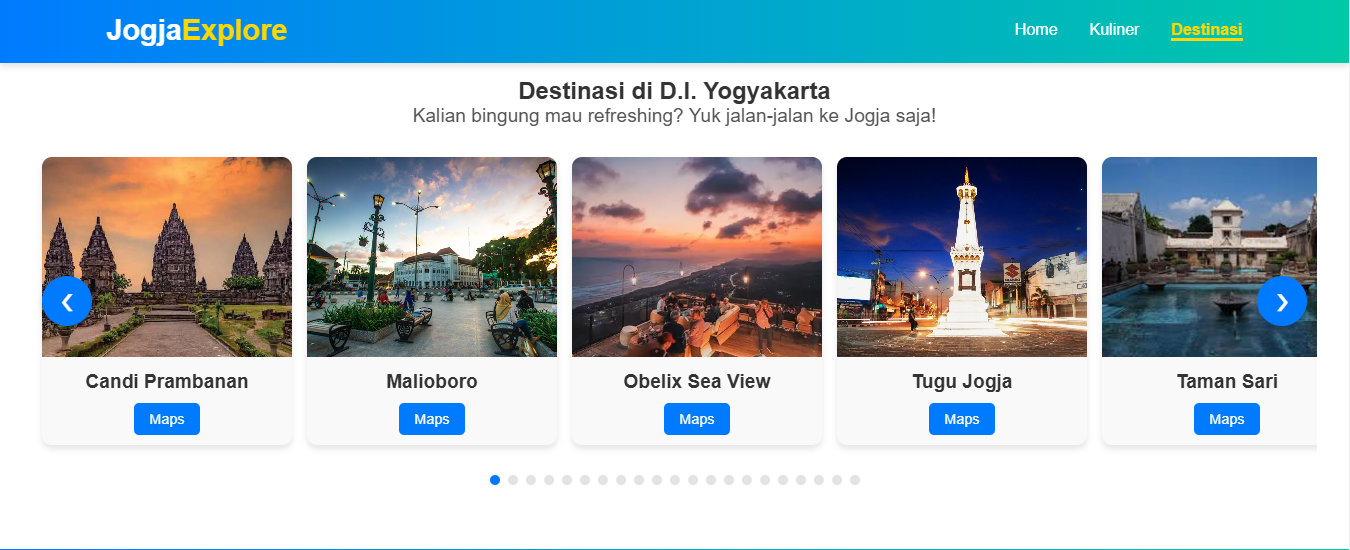 JogjaExplore
Home Kuliner Destinasi
Destinasi di D.I. Yogyakarta
Kalian bingung mau refreshing? Yuk jalan-jalan ke Jogja saja!
❮ ❯
Candi Prambanan Malioboro Obelix Sea View Tugu Jogja Taman Sari
Maps Maps Maps Maps Maps